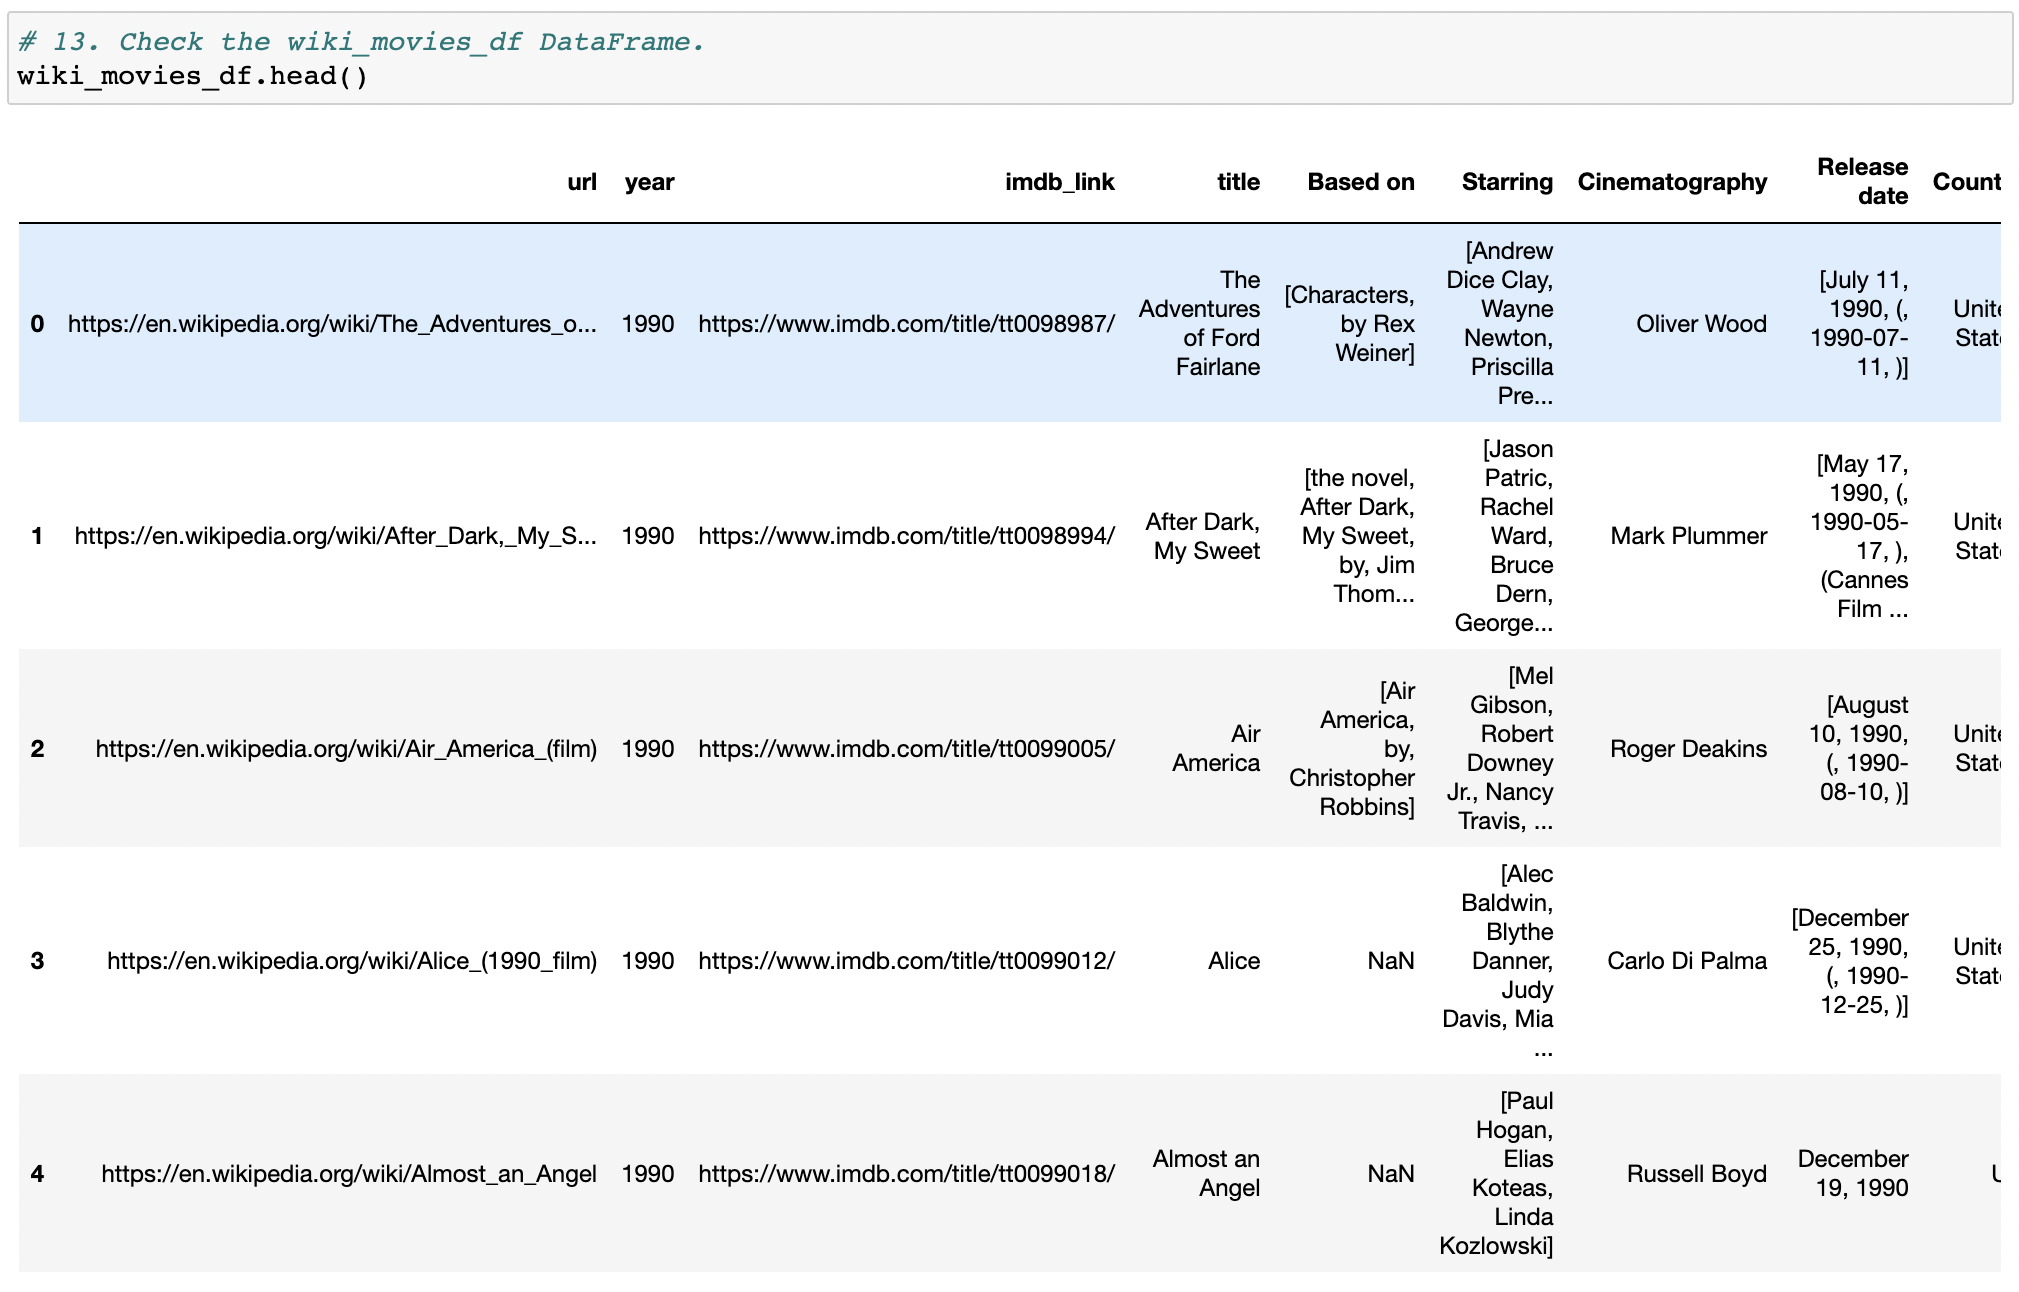 # 13. Check the wiki_movies_df DataFrame.
wiki_movies_df.head()
url year imdb_link title Based on Starring Cinematography Release date Count
0 https://en.wikipedia.org/wiki/The_Adventures_o... 1990 https://www.imdb.com/title/tt0098987/ The Adventures of Ford Fairlane [Characters, by Rex Weiner] [Andrew Dice Clay, Wayne Newton, Priscilla Pre... Oliver Wood [July 11, 1990, (, 1990-07-11, )] Unite State
1 https://en.wikipedia.org/wiki/After_Dark,_My_S... 1990 https://www.imdb.com/title/tt0098994/ After Dark, My Sweet [the novel, After Dark, My Sweet, by, Jim Thom... [Jason Patric, Rachel Ward, Bruce Dern, George... Mark Plummer [May 17, 1990, (, 1990-05-17, ), (Cannes Film ... Unite State
2 https://en.wikipedia.org/wiki/Air_America_(film) 1990 https://www.imdb.com/title/tt0099005/ Air America [Air America, by, Christopher Robbins] [Mel Gibson, Robert Downey Jr., Nancy Travis, ... Roger Deakins [August 10, 1990, (, 1990-08-10, )] Unite State
3 https://en.wikipedia.org/wiki/Alice_(1990_film) 1990 https://www.imdb.com/title/tt0099012/ Alice NaN [Alec Baldwin, Blythe Danner, Judy Davis, Mia ... Carlo Di Palma [December 25, 1990, (, 1990-12-25, )] Unite State
4 https://en.wikipedia.org/wiki/Almost_an_Angel 1990 https://www.imdb.com/title/tt0099018/ Almost an Angel NaN [Paul Hogan, Elias Koteas, Linda Kozlowski] Russell Boyd December 19, 1990